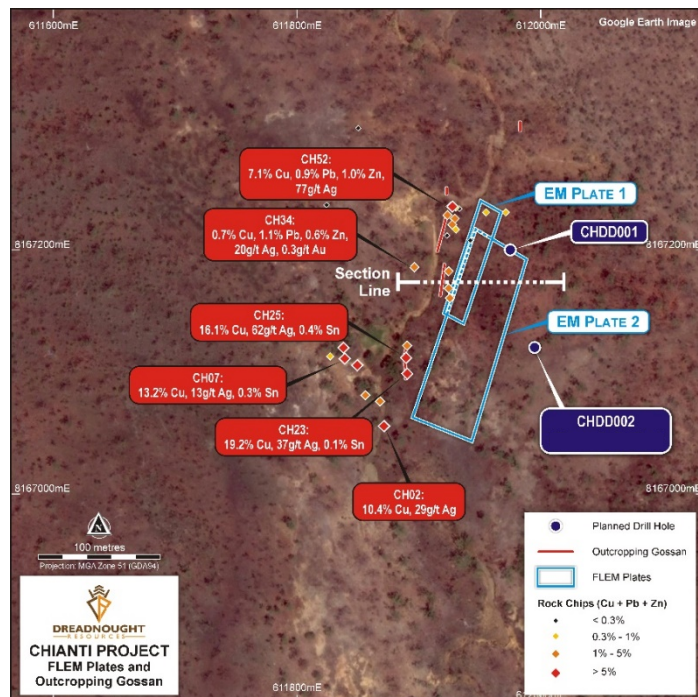 611600mE
611800mE
612000mE
Google Earth Image
CH52:
7.1% Cu, 0.9% Pb, 1.0% Zn,
77g/t Ag
EM PLATE 1
CH34:
0.7% Cu, 1.1% Pb, 0.6% Zn,
20g/t Ag, 0.3g/t Au
CHDD001
8167200mE
8167200mE
Section
Line
CH25:
16.1% Cu, 62g/t Ag, 0.4% Sn
EM PLATE 2
CH07:
13.2% Cu, 13g/t Ag, 0.3% Sn
CHDD002
CH23:
19.2% Cu, 37g/t Ag, 0.1% Sn
CH02:
10.4% Cu, 29g/t Ag
8167000mE
8167000mE
N
100 metres
Projection: MGA Zone 51 (GDA94)
DREADNOUGHT
RESOURCES
CHIANTI PROJECT
FLEM Plates and
Outcropping Gossan
Planned Drill Hole
Outcropping Gossan
FLEM Plates
Rock Chips (Cu + Pb + Zn)
< 0.3%
0.3% - 1%
1% - 5%
> 5%
611800mE
612000mE